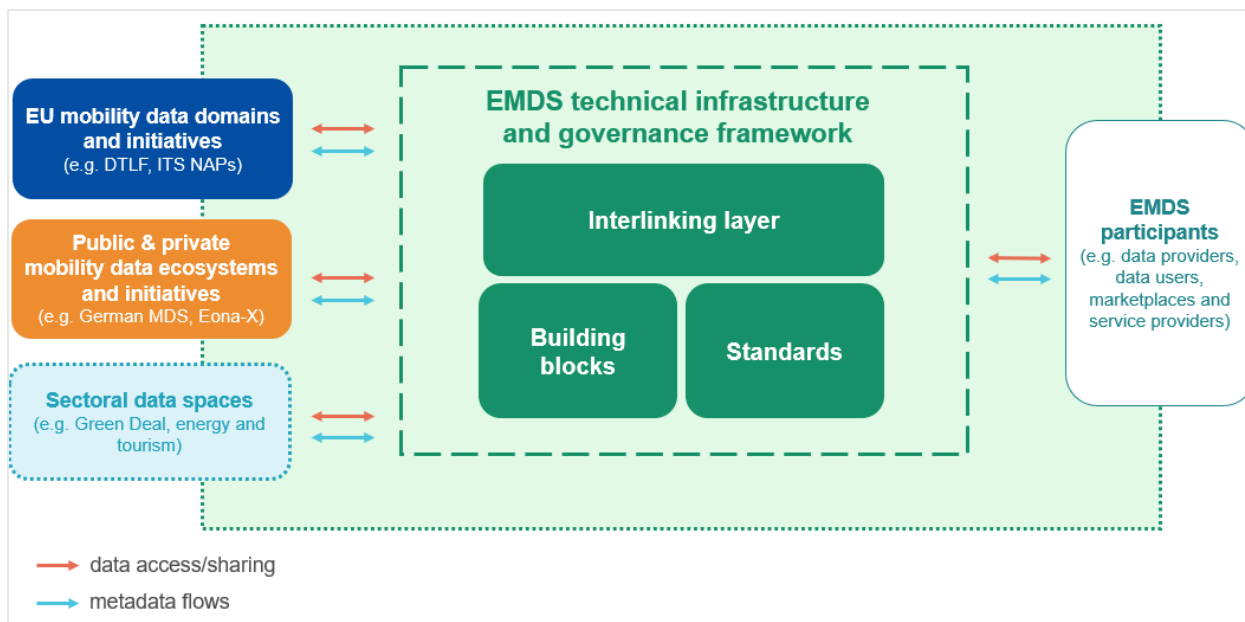 EU mobility data domains
and initiatives
(e.g. DTLF, ITS NAPs)
Public & private
mobility data ecosystems
and initiatives
(e.g. German MDS, Eona-X)
Sectoral data spaces
(e.g. Green Deal, energy and
tourism)
EMDS technical infrastructure
and governance framework
Interlinking layer
Building
blocks
Standards
EMDS
participants
(e.g. data providers,
data users,
marketplaces and
service providers)
data access/sharing
metadata flows